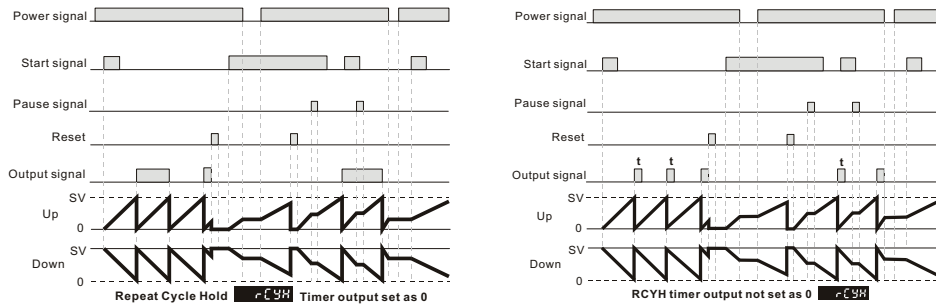 Power signal
Start signal
Pause signal
Reset
Output signal
SV
Up
0
SV
Down
0
Repeat Cycle Hold rCYH Timer output set as 0
Power signal
Start signal
Pause signal
Reset
t t t
Output signal
SV
Up
0
SV
Down
0
RCYH timer output not set as 0 rCYH